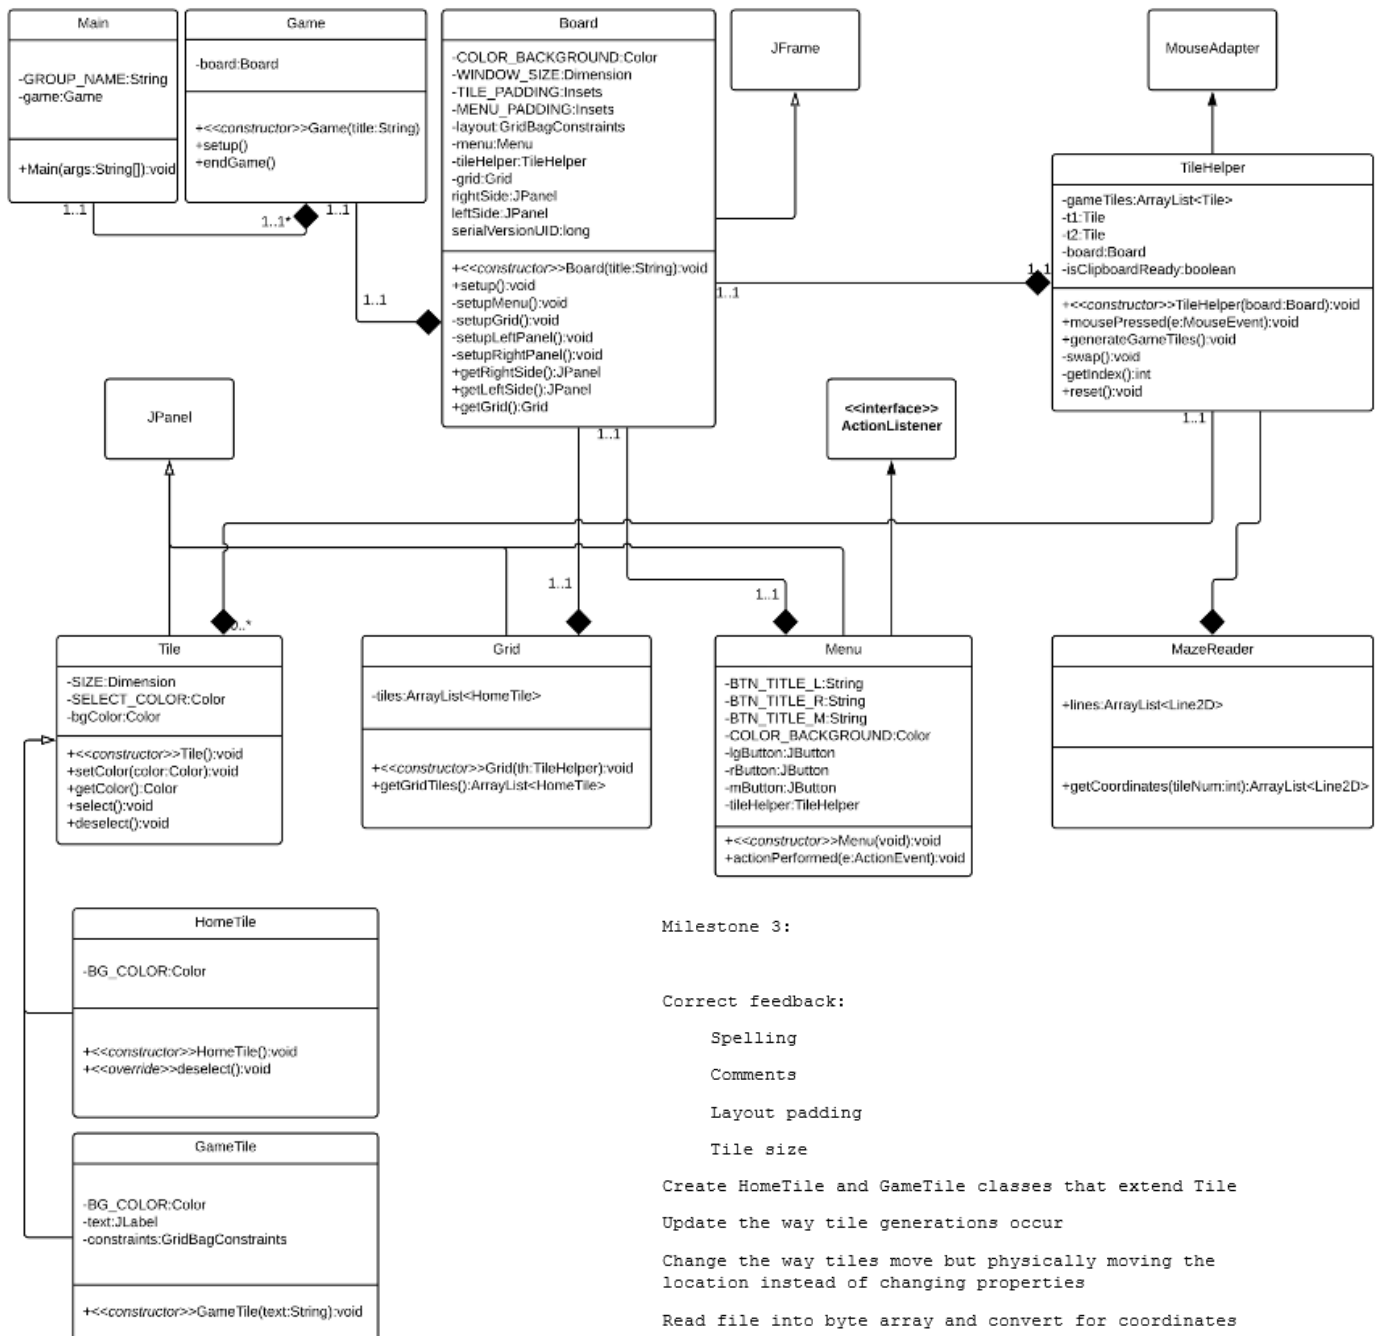 Main
-GROUP_NAME:String
-game:Game
+Main(args:String[]):void
1..1
Game
-board:Board
+<<constructor>>Game(title:String)
+setup()
+endGame()
1..1*
1..1
1..1
Board
-COLOR_BACKGROUND:Color
-WINDOW_SIZE:Dimension
-TILE_PADDING:Insets
-MENU_PADDING:Insets
-layout:GridBagConstraints
-menu:Menu
-tileHelper:TileHelper
-grid:Grid
rightSide:JPanel
leftSide:JPanel
serialVersionUID:long
+<<constructor>>Board(title:String):void
+setup():void
-setupMenu():void
-setupGrid():void
-setupLeftPanel():void
-setupRightPanel():void
+getRightSide():JPanel
+getLeftSide():JPanel
+getGrid():Grid
1..1
1..1
JFrame
MouseAdapter
TileHelper
-gameTiles:ArrayList<Tile>
-t1:Tile
-t2:Tile
-board:Board
-isClipboardReady:boolean
1..1
+<<constructor>>TileHelper(board:Board):void
+mousePressed(e:MouseEvent):void
+generateGameTiles():void
-swap():void
-getIndex():int
+reset():void
1..1
JPanel
<<interface>>
ActionListener
1..1
1..1
0..*
Tile
-SIZE:Dimension
-SELECT_COLOR:Color
-bgColor:Color
+<<constructor>>Tile():void
+setColor(color:Color):void
+getColor():Color
+select():void
+deselect():void
Grid
-tiles:ArrayList<HomeTile>
+<<constructor>>Grid(th:TileHelper):void
+getGridTiles():ArrayList<HomeTile>
Menu
-BTN_TITLE_L:String
-BTN_TITLE_R:String
-BTN_TITLE_M:String
-COLOR_BACKGROUND:Color
-lgButton:JButton
-rButton:JButton
-mButton:JButton
-tileHelper:TileHelper
+<<constructor>>Menu(void):void
+actionPerformed(e:ActionEvent):void
MazeReader
+lines:ArrayList<Line2D>
+getCoordinates(tileNum:int):ArrayList<Line2D>
HomeTile
-BG_COLOR:Color
+<<constructor>>HomeTile():void
+<<override>>deselect():void
GameTile
-BG_COLOR:Color
-text:JLabel
-constraints:GridBagConstraints
+<<constructor>>GameTile(text:String):void
Milestone 3:
Correct feedback:
Spelling
Comments
Layout padding
Tile size
Create HomeTile and GameTile classes that extend Tile
Update the way tile generations occur
Change the way tiles move but physically moving the
location instead of changing properties
Read file into byte array and convert for coordinates